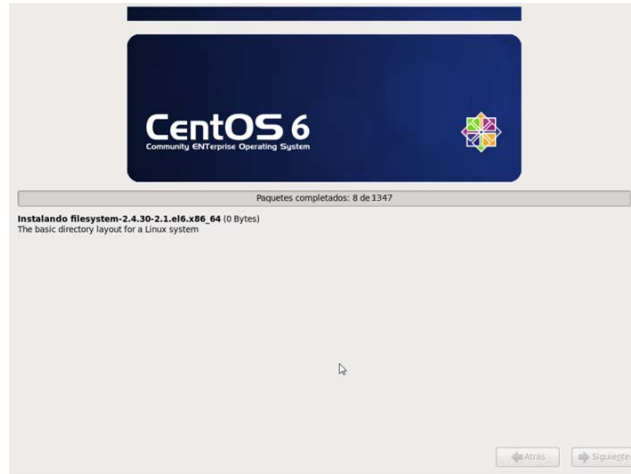 CentOS 6
Community ENTerprise Operating System
Paquetes completados: 8 de 1347
Instalando filesystem-2.4.30-2.1.el6.x86_64 (0 Bytes)
The basic directory layout for a Linux system
Atrás
Siguiente